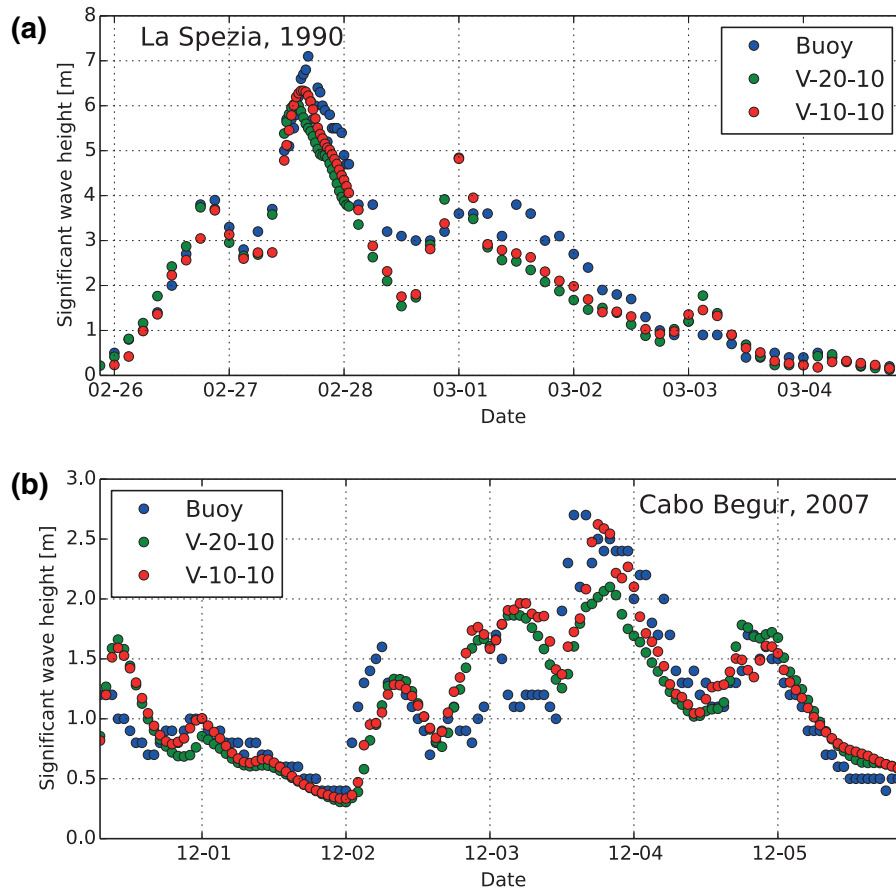 (a)
La Spezia, 1990
Buoy
V-20-10
V-10-10
Significant wave height [m]
8
7
6
5
4
3
2
1
0
02-26 02-27 02-28 03-01 03-02 03-03 03-04
Date
(b)
Cabo Begur, 2007
Buoy
V-20-10
V-10-10
Significant wave height [m]
3.0
2.5
2.0
1.5
1.0
0.5
0.0
12-01 12-02 12-03 12-04 12-05
Date